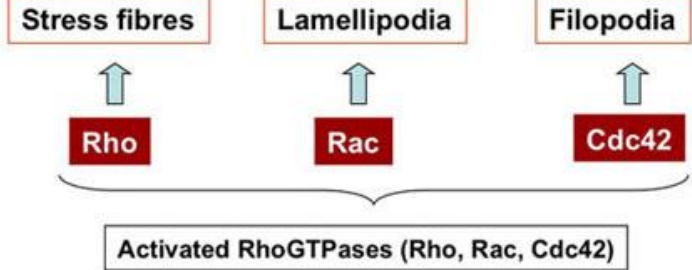 Stress fibres Lamellipodia Filopodia
Rho Rac Cdc42
Activated RhoGTPases (Rho, Rac, Cdc42)